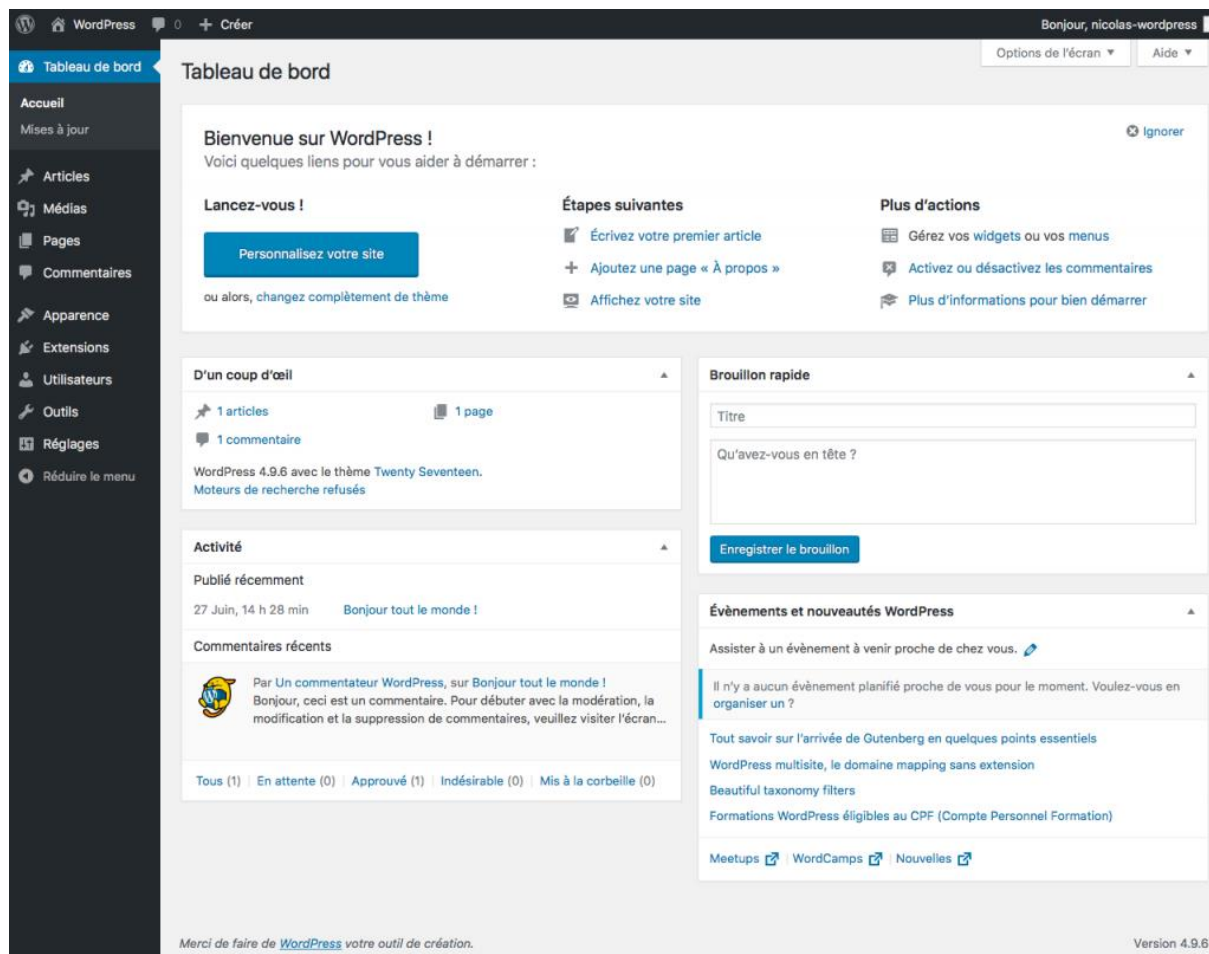 WordPress 0 + Créer Bonjour, nicolas-wordpress
Options de l'écran ▼ Aide ▼
Tableau de bord
Accueil
Mises à jour
Articles
Médias
Pages
Commentaires
Apparence
Extensions
Utilisateurs
Outils
Réglages
Réduire le menu
Tableau de bord
Bienvenue sur WordPress !
Voici quelques liens pour vous aider à démarrer :
Ignorer
Lancez-vous !
Personnalisez votre site
ou alors, changez complètement de thème
Étapes suivantes
Écrivez votre premier article
Ajoutez une page « À propos »
Affichez votre site
Plus d'actions
Gérez vos widgets ou vos menus
Activez ou désactivez les commentaires
Plus d'informations pour bien démarrer
D'un coup d'œil
1 articles 1 page
1 commentaire
WordPress 4.9.6 avec le thème Twenty Seventeen.
Moteurs de recherche refusés
Activité
Publié récemment
27 Juin, 14 h 28 min Bonjour tout le monde !
Commentaires récents
Par Un commentateur WordPress, sur Bonjour tout le monde !
Bonjour, ceci est un commentaire. Pour débuter avec la modération, la
modification et la suppression de commentaires, veuillez visiter l'écran...
Tous (1) | En attente (0) | Approuvé (1) | Indésirable (0) | Mis à la corbeille (0)
Brouillon rapide
Titre
Qu'avez-vous en tête ?
Enregistrer le brouillon
Évènements et nouveautés WordPress
Assister à un évènement à venir proche de chez vous.
Il n'y a aucun évènement planifié proche de vous pour le moment. Voulez-vous en
organiser un ?
Tout savoir sur l'arrivée de Gutenberg en quelques points essentiels
WordPress multisite, le domaine mapping sans extension
Beautiful taxonomy filters
Formations WordPress éligibles au CPF (Compte Personnel Formation)
Meetups | WordCamps | Nouvelles
Merci de faire de WordPress votre outil de création. Version 4.9.6